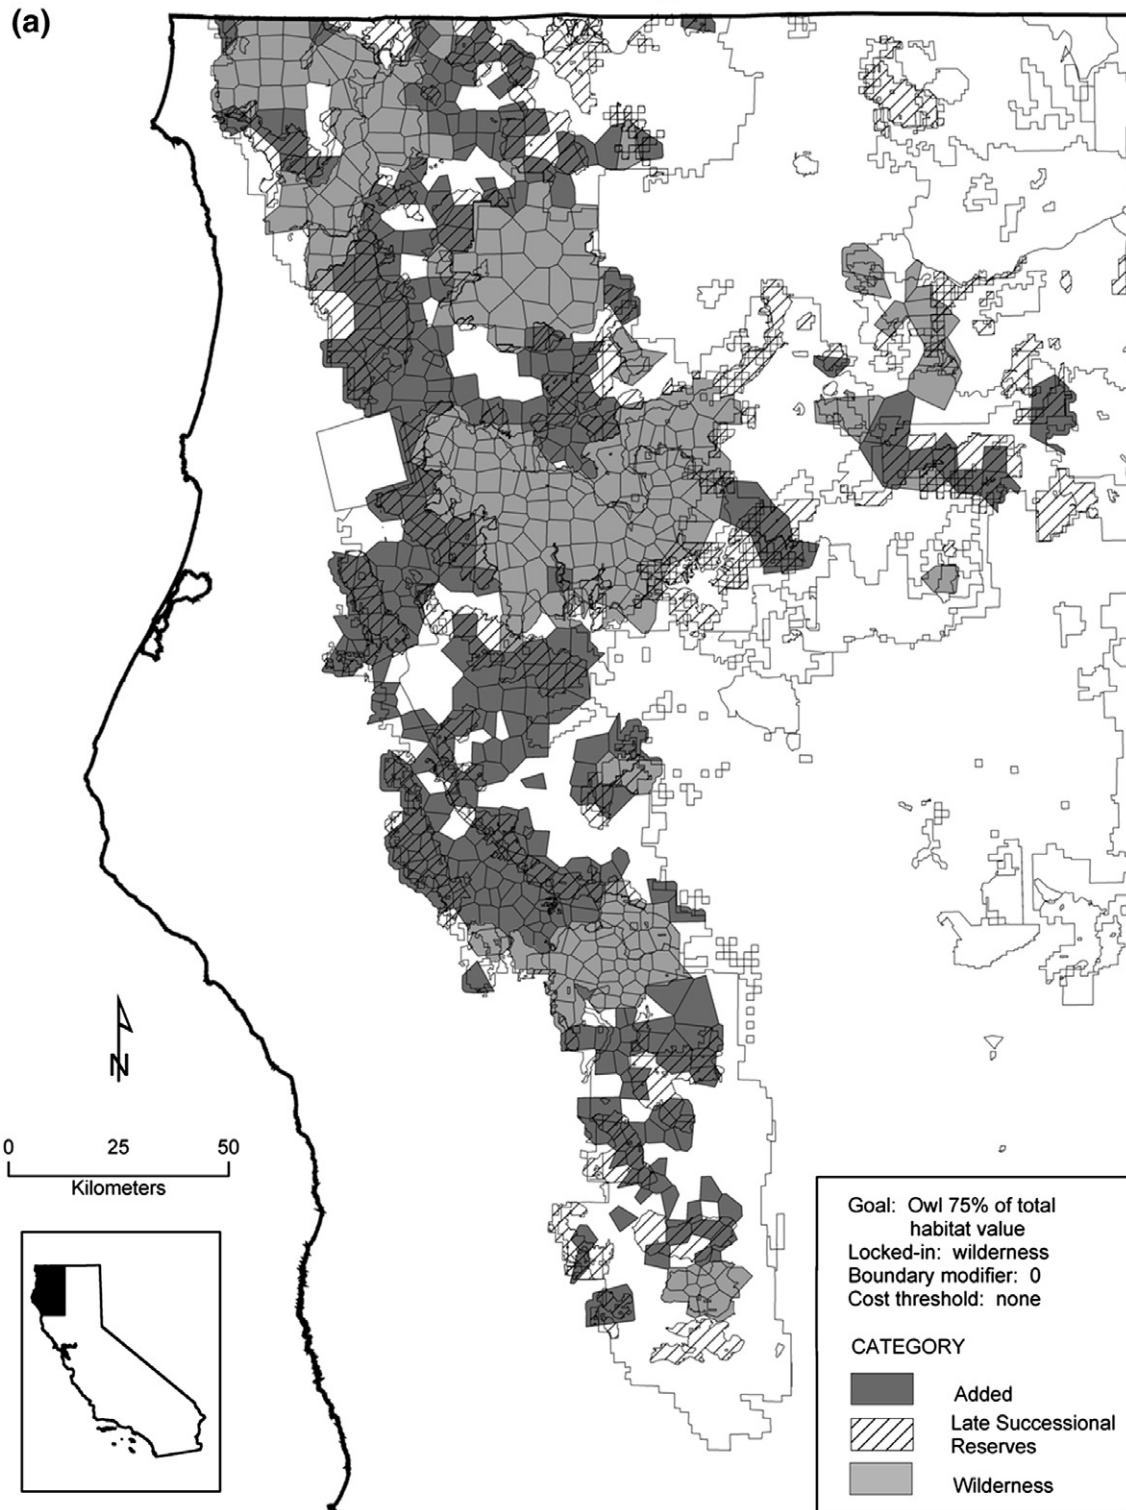 (a)
N
0 25 50
Kilometers
Goal: Owl 75% of total
habitat value
Locked-in: wilderness
Boundary modifier: 0
Cost threshold: none
CATEGORY
Added
Late Successional
Reserves
Wilderness